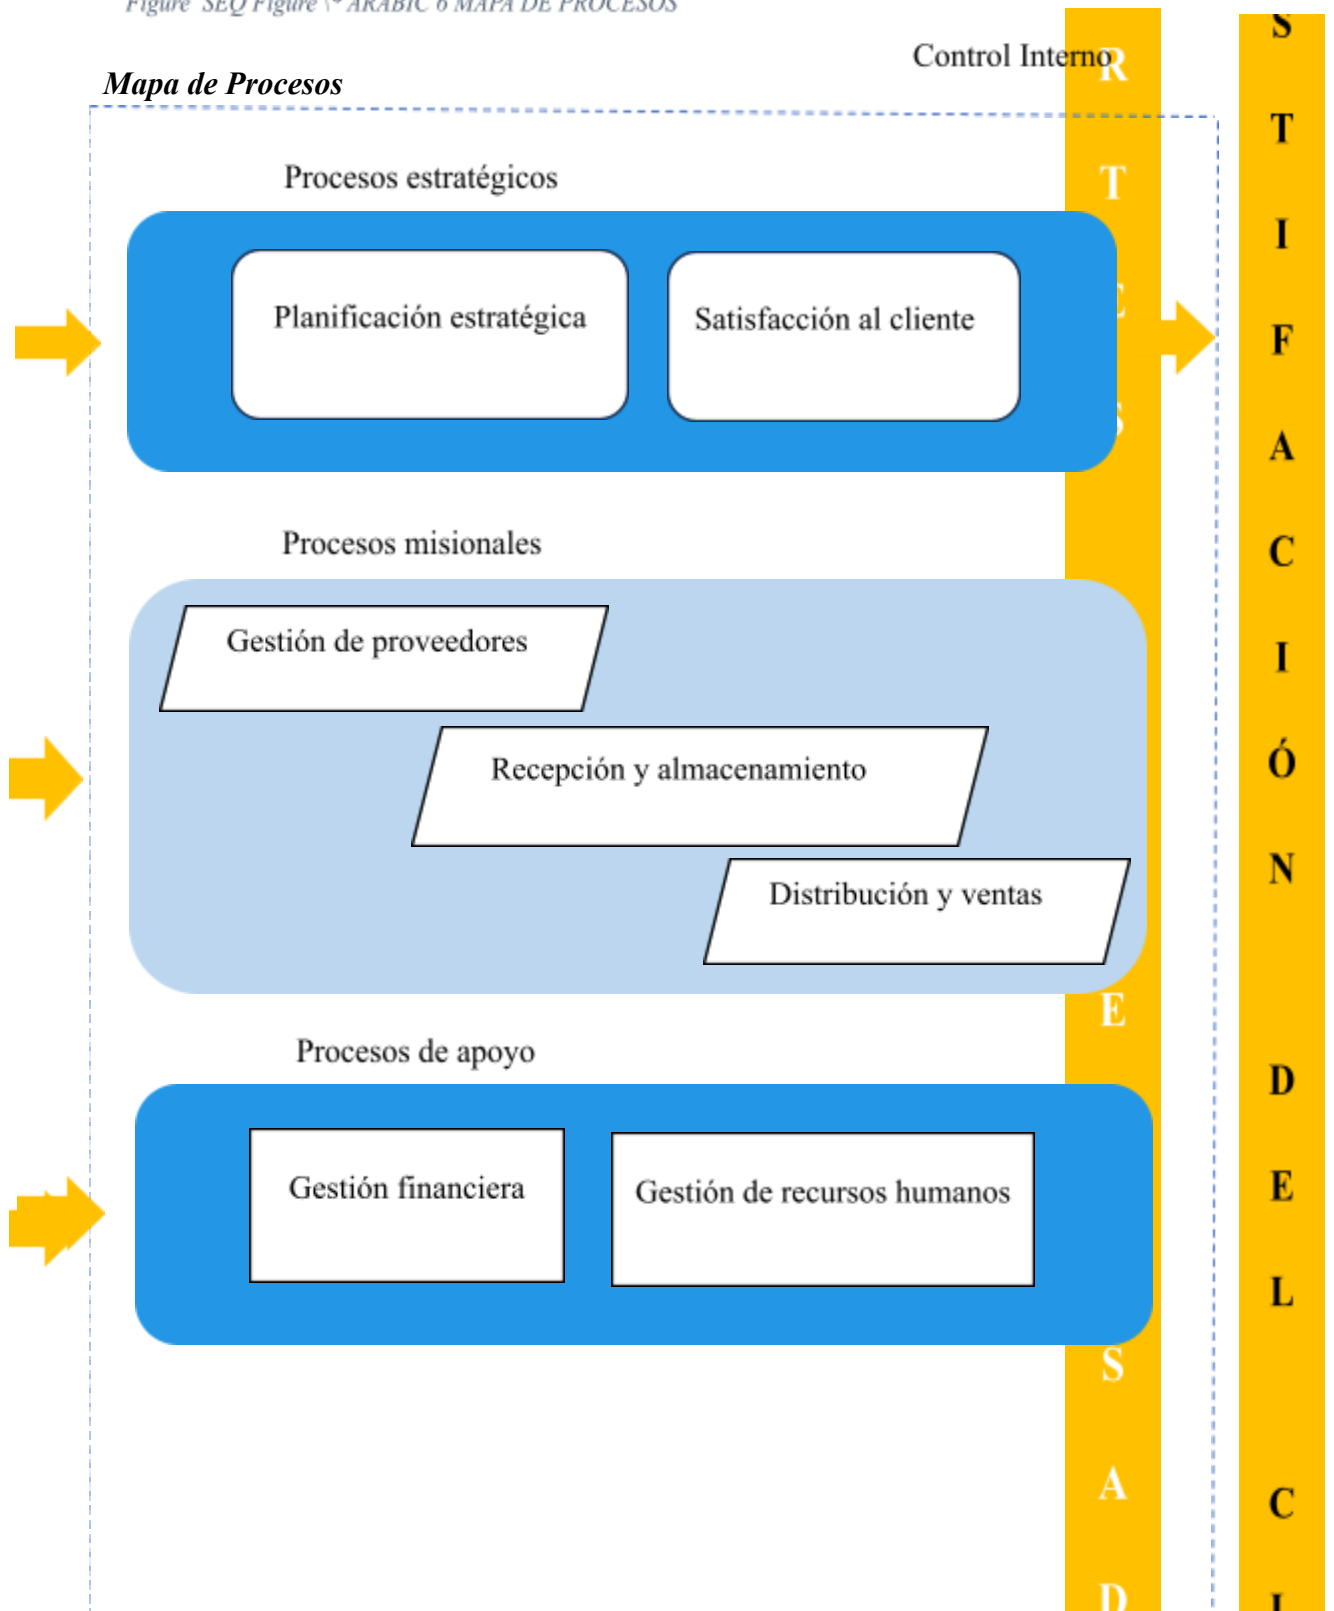 Figure SEQ Figure \* ARABIC 6 MAPA DE PROCESOS
Control Interno
Mapa de Procesos
Procesos estratégicos
Planificación estratégica
Satisfacción al cliente
Procesos misionales
Gestión de proveedores
Recepción y almacenamiento
Distribución y ventas
Procesos de apoyo
Gestión financiera
Gestión de recursos humanos
R
T
E
S
E
S
A
D
S
T
I
F
A
C
I
Ó
N
D
E
L
C